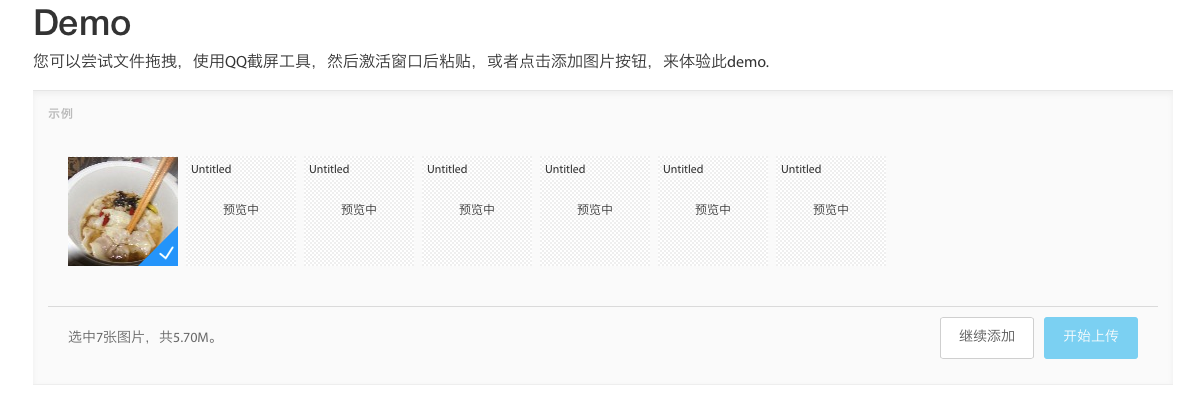 Demo
您可以尝试文件拖拽，使用QQ截屏工具，然后激活窗口后粘贴，或者点击添加图片按钮，来体验此demo.
示例
Untitled Untitled Untitled Untitled Untitled Untitled
预览中 预览中 预览中 预览中 预览中 预览中
选中7张图片，共5.70M。 继续添加 开始上传